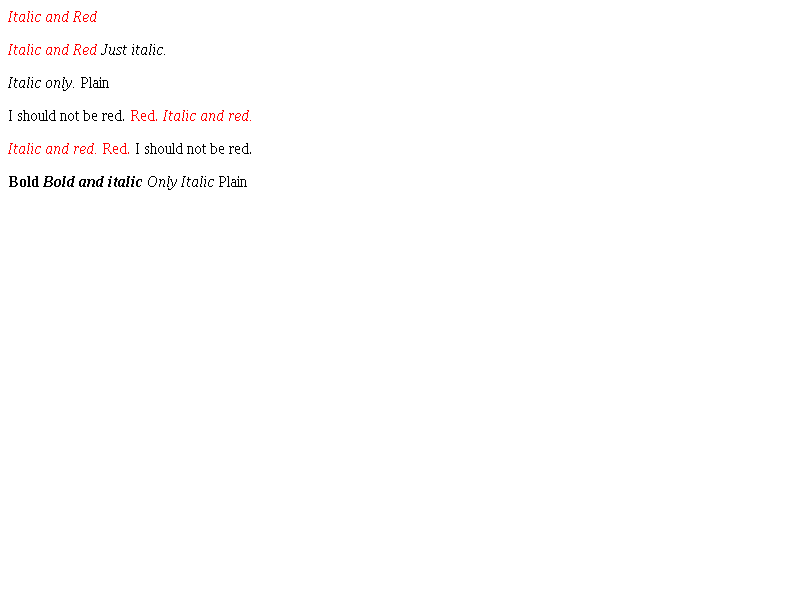 Italic and Red
Italic and Red Just italic.
Italic only. Plain
I should not be red. Red. Italic and red.
Italic and red. Red. I should not be red.
Bold Bold and italic Only Italic Plain